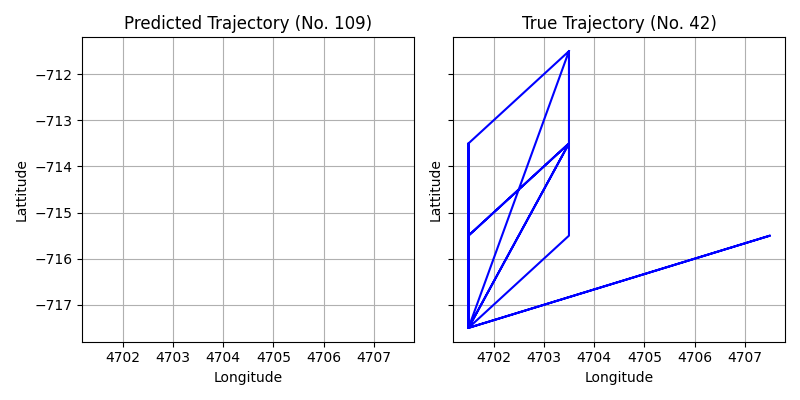 Predicted Trajectory (No. 109)
True Trajectory (No. 42)
Lattitude
−712
−713
−714
−715
−716
−717
4702 4703 4704 4705 4706 4707
Longitude
Lattitude
4702 4703 4704 4705 4706 4707
Longitude